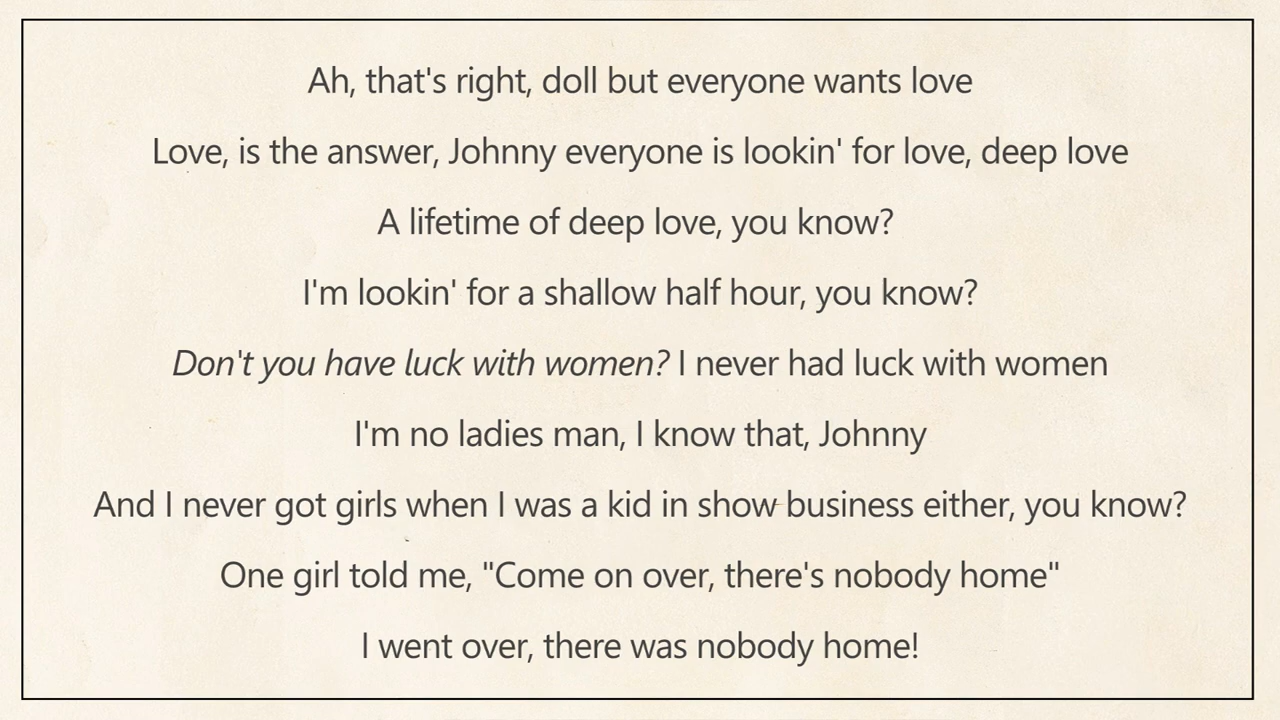 Ah, that's right, doll but everyone wants love
Love, is the answer, Johnny everyone is lookin' for love, deep love
A lifetime of deep love, you know?
I'm lookin' for a shallow half hour, you know?
Don't you have luck with women? I never had luck with women
I'm no ladies man, I know that, Johnny
And I never got girls when I was a kid in show business either, you know?
One girl told me, "Come on over, there's nobody home"
I went over, there was nobody home!